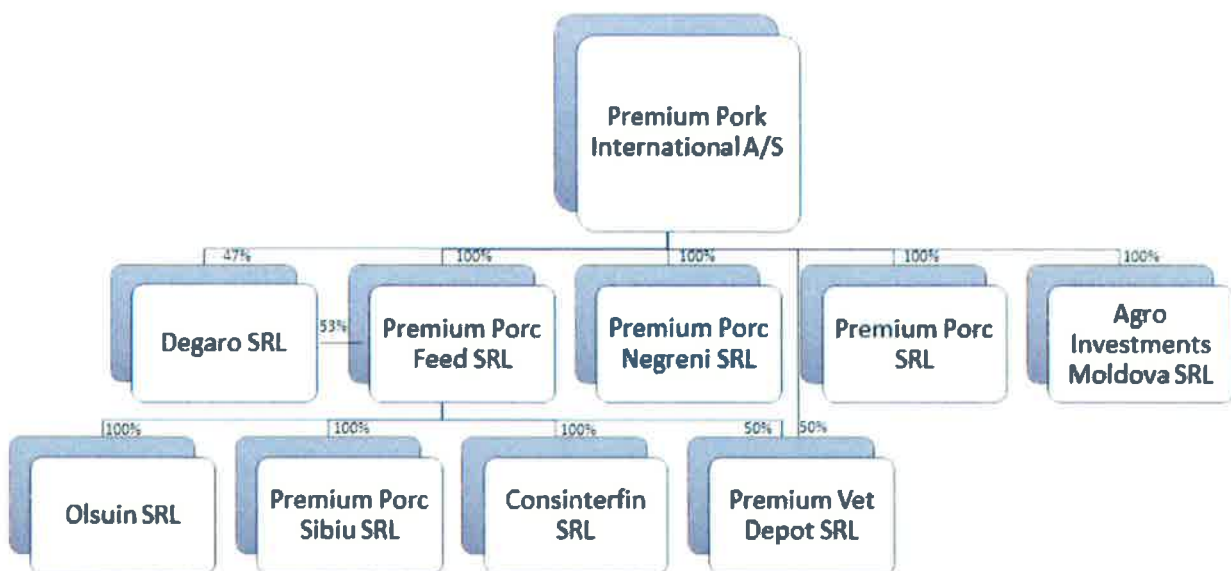 Premium Pork
International A/S
47%
100%
100%
100%
100%
Degaro SRL
53%
Premium Porc
Feed SRL
Premium Porc
Negreni SRL
Premium Porc
SRL
Agro
Investments
Moldova SRL
100%
100%
100%
50%
50%
Olsuin SRL
Premium Porc
Sibiu SRL
Consinterfin
SRL
Premium Vet
Depot SRL